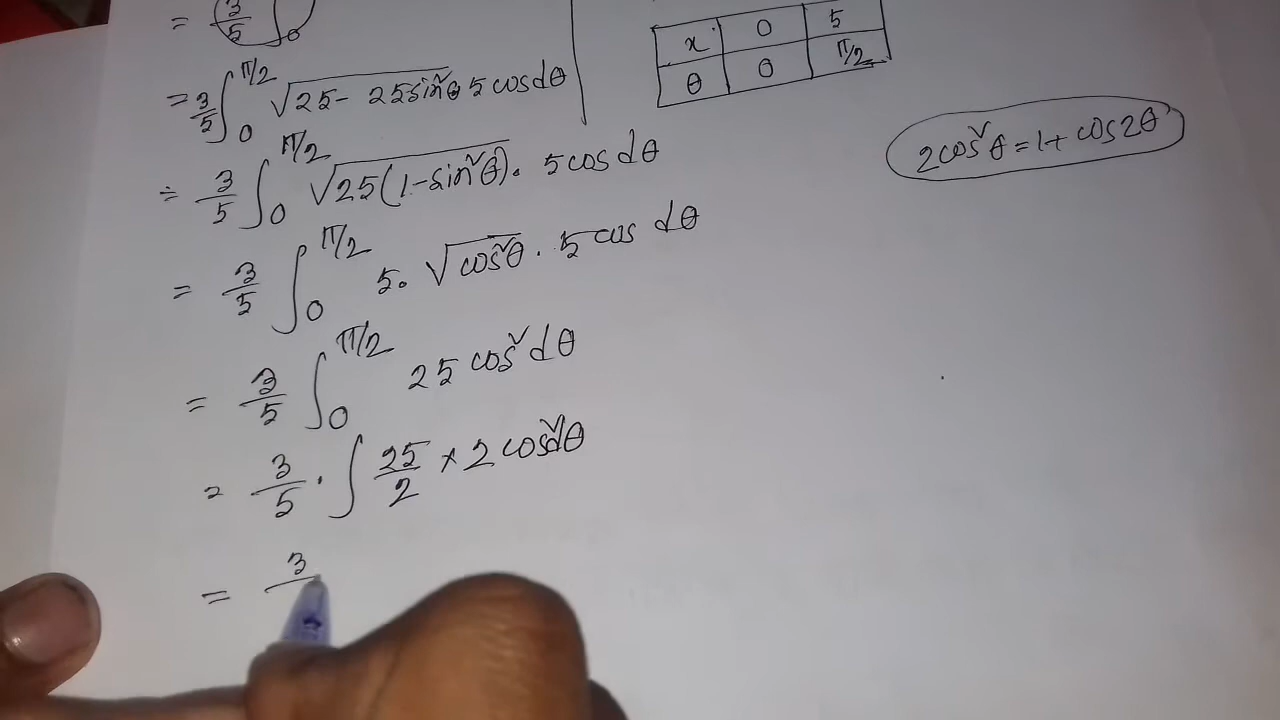 = 3/5 ∫0
x 0 5
θ 0 π/2
= 3/5 ∫0^π/2 √25 - 25sin²θ 5 cosdθ
= 3/5 ∫0^π/2 √25(1-sin²θ). 5 cos dθ
2cos²θ = 1 + cos2θ
= 3/5 ∫0^π/2 5. √cos²θ . 5 cos dθ
= 3/5 ∫0^π/2 25 cos² dθ
= 3/5 . ∫ 25/2 × 2 cos²dθ
= 3